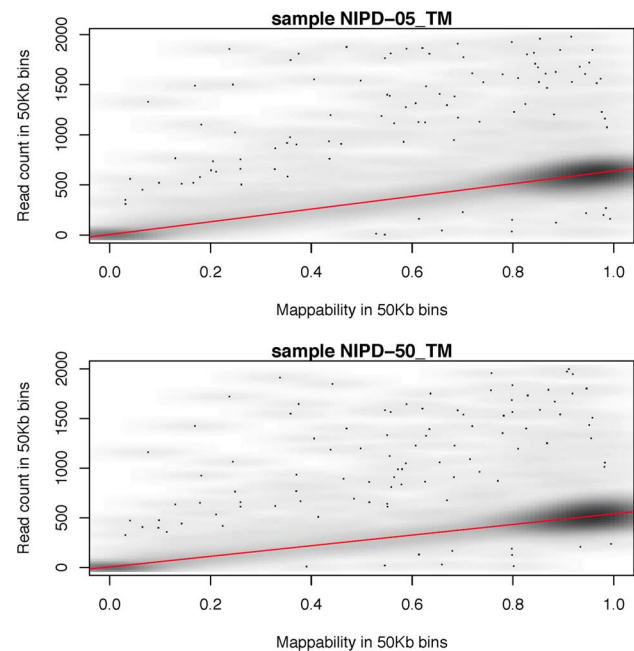 sample NIPD−05_TM
Read count in 50Kb bins
2000
1500
1000
500
0
0.0 0.2 0.4 0.6 0.8 1.0
Mappability in 50Kb bins
sample NIPD−50_TM
Read count in 50Kb bins
2000
1500
1000
500
0
0.0 0.2 0.4 0.6 0.8 1.0
Mappability in 50Kb bins